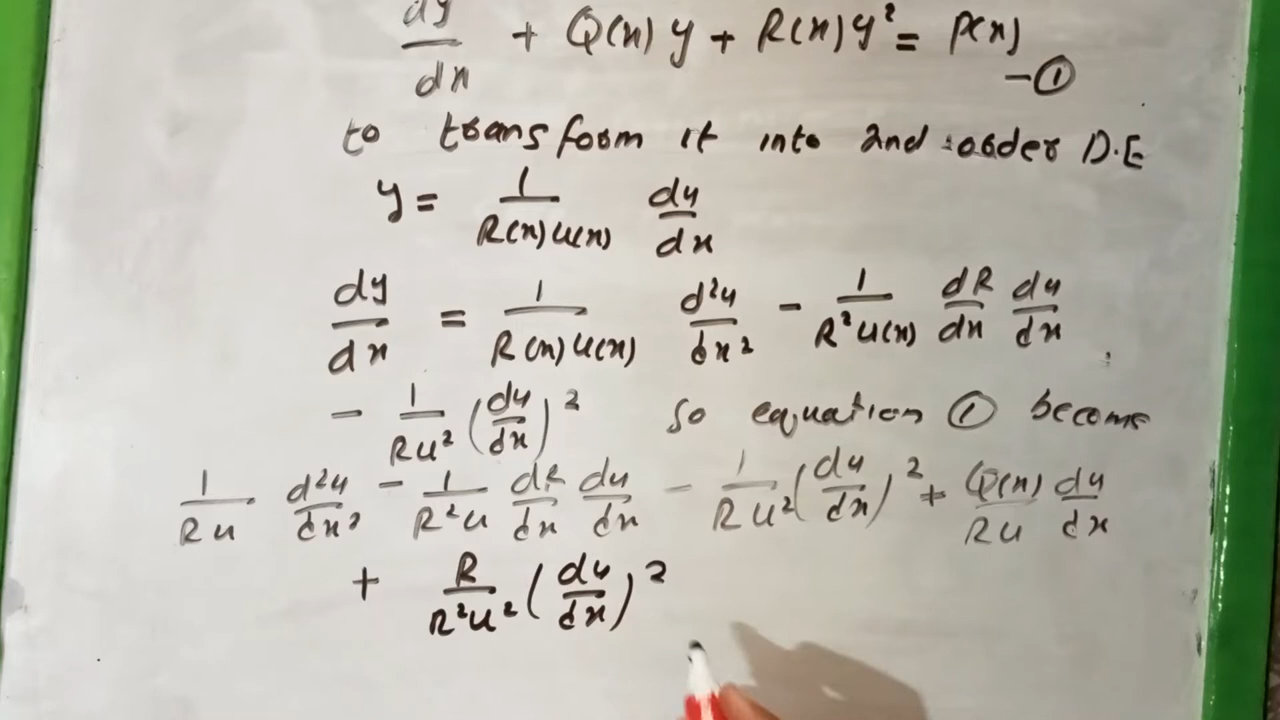 dy/dx + Q(x) y + R(x) y² = P(x) — ①
to transform it into 2nd order D.E
y = 1/R(x)u(x) du/dx
dy/dx = 1/R(x)u(x) d²u/dx² - 1/R²u(x) dR/dx du/dx
- 1/Ru² (du/dx)² So equation ① become
1/Ru d²u/dx² - 1/R²u dR/dx du/dx - 1/Ru² (du/dx)² + Q(x)/Ru du/dx
+ R/R²u² (du/dx)²